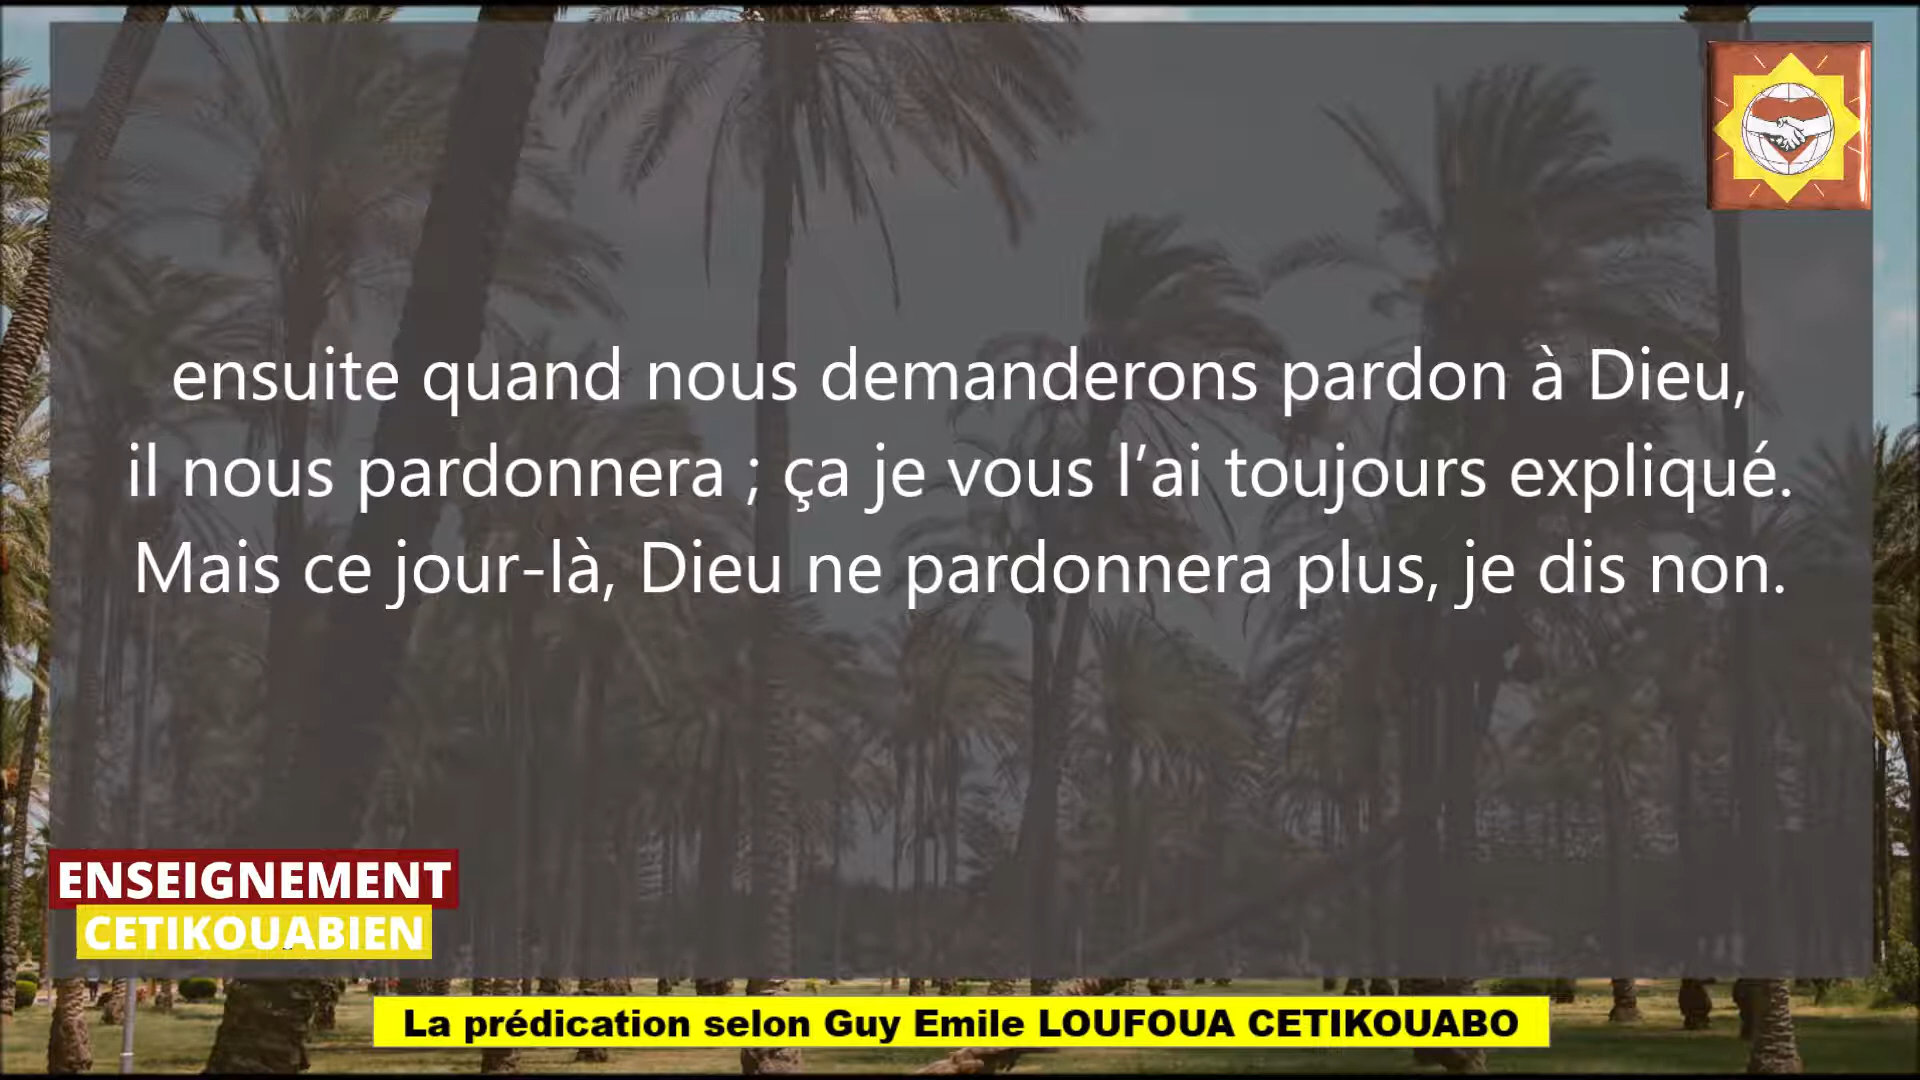 ensuite quand nous demanderons pardon à Dieu,
il nous pardonnera ; ça je vous l’ai toujours expliqué.
Mais ce jour-là, Dieu ne pardonnera plus, je dis non.
ENSEIGNEMENT
CETIKOUABIEN
La prédication selon Guy Emile LOUFOUA CETIKOUABO